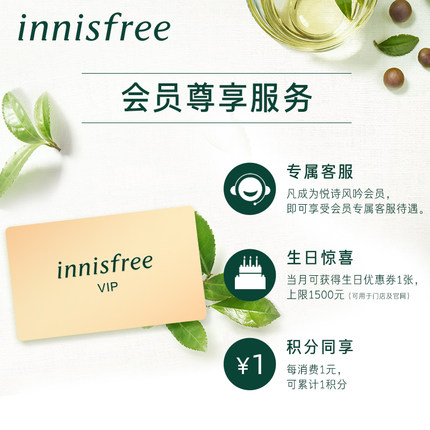 innisfree
会员尊享服务
专属客服
凡成为悦诗风吟会员，
即可享受会员专属客服待遇。
innisfree
VIP
生日惊喜
当月可获得生日优惠券1张，
上限1500元（可用于门店及官网）
¥1
积分同享
每消费1元，
可累计1积分